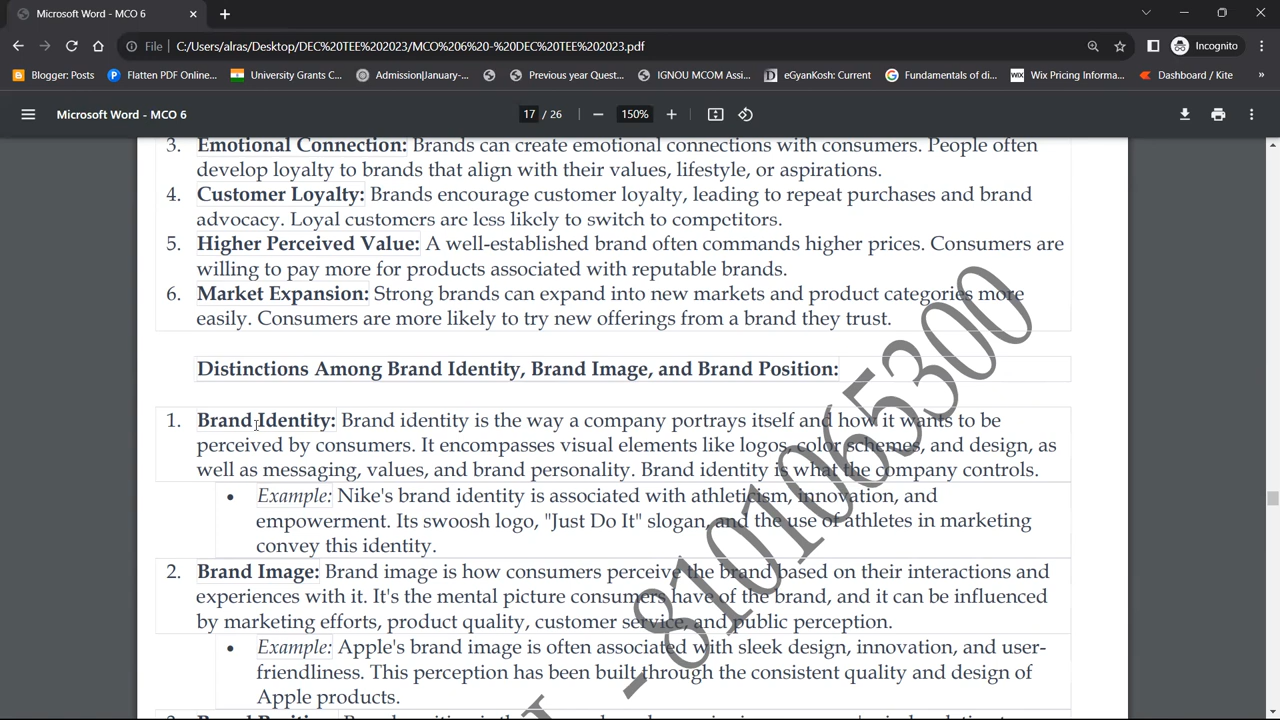 Microsoft Word - MCO 6
File
C:/Users/alras/Desktop/DEC%20TEE%202023/MCO%206%20-%20DEC%20TEE%202023.pdf
Incognito
Blogger: Posts
Flatten PDF Online...
University Grants C...
Admission|January-...
Previous year Quest...
IGNOU MCOM Assi...
eGyanKosh: Current
Fundamentals of di...
WIX
Wix Pricing Informa...
Dashboard / Kite
»
Microsoft Word - MCO 6
17 / 26
150%
3. Emotional Connection: Brands can create emotional connections with consumers. People often
develop loyalty to brands that align with their values, lifestyle, or aspirations.
4. Customer Loyalty: Brands encourage customer loyalty, leading to repeat purchases and brand
advocacy. Loyal customers are less likely to switch to competitors.
5. Higher Perceived Value: A well-established brand often commands higher prices. Consumers are
willing to pay more for products associated with reputable brands.
6. Market Expansion: Strong brands can expand into new markets and product categories more
easily. Consumers are more likely to try new offerings from a brand they trust.
Distinctions Among Brand Identity, Brand Image, and Brand Position:
1. Brand Identity: Brand identity is the way a company portrays itself and how it wants to be
perceived by consumers. It encompasses visual elements like logos, color schemes, and design, as
well as messaging, values, and brand personality. Brand identity is what the company controls.
• Example: Nike's brand identity is associated with athleticism, innovation, and
empowerment. Its swoosh logo, "Just Do It" slogan, and the use of athletes in marketing
convey this identity.
2. Brand Image: Brand image is how consumers perceive the brand based on their interactions and
experiences with it. It's the mental picture consumers have of the brand, and it can be influenced
by marketing efforts, product quality, customer service, and public perception.
• Example: Apple's brand image is often associated with sleek design, innovation, and user-
friendliness. This perception has been built through the consistent quality and design of
Apple products.
-8101065300